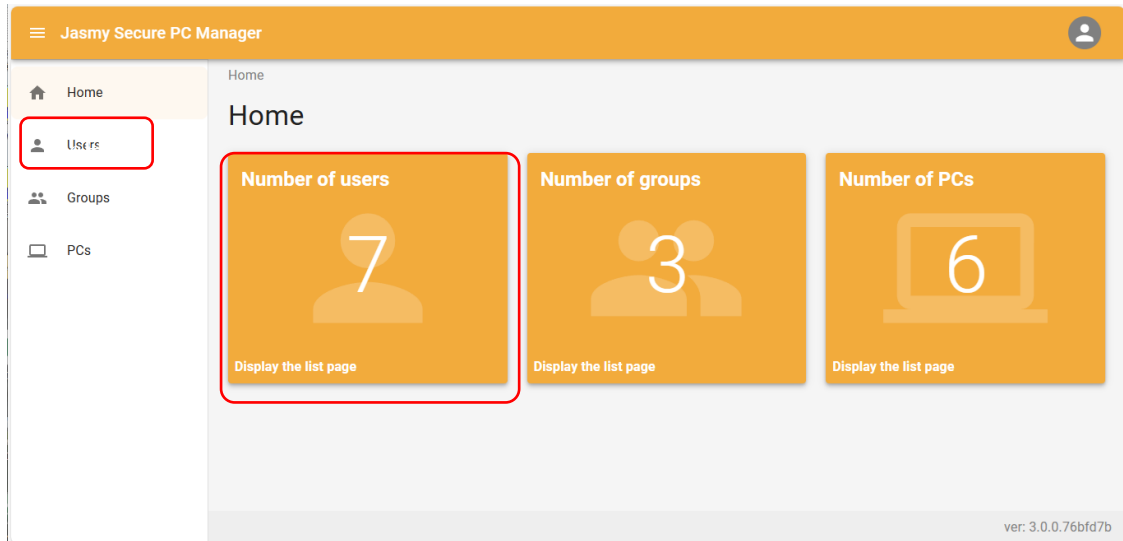 Jasmy Secure PC Manager
Home
Users
Groups
PCs
Home
Home
Number of users
7
Display the list page
Number of groups
3
Display the list page
Number of PCs
6
Display the list page
ver: 3.0.0.76bfd7b